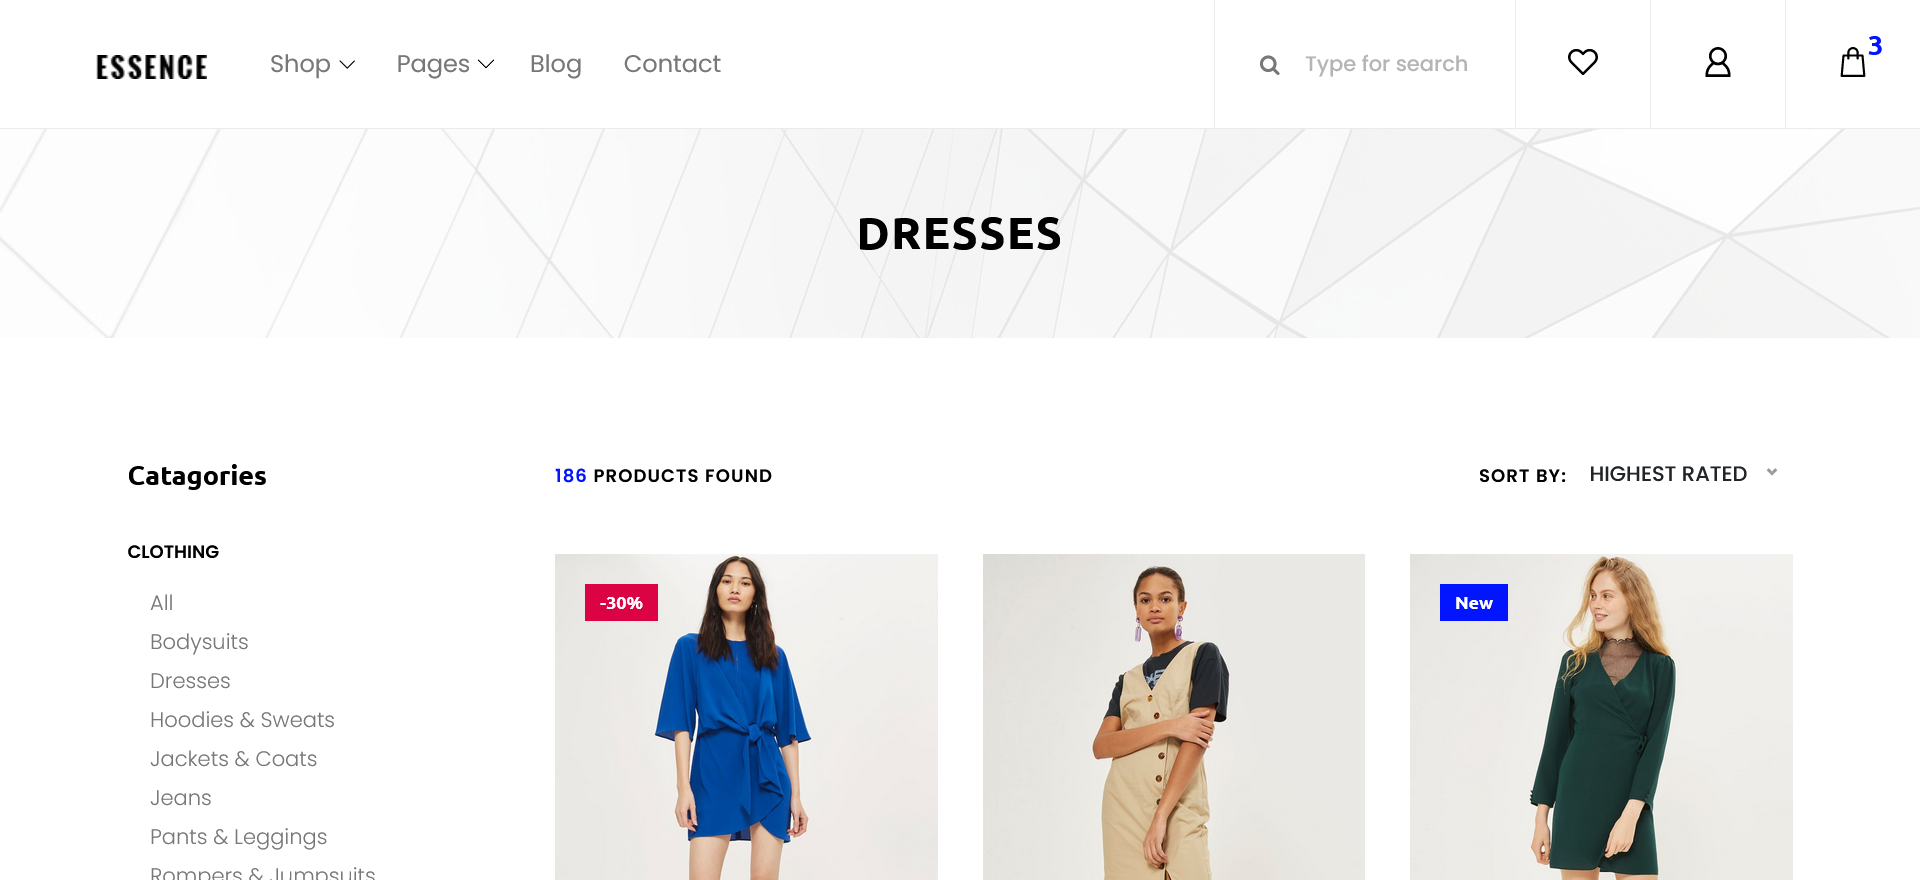 ESSENCE
Shop
Pages
Blog
Contact
Type for search
3
DRESSES
Catagories
CLOTHING
All
Bodysuits
Dresses
Hoodies & Sweats
Jackets & Coats
Jeans
Pants & Leggings
Rompers & Jumpsuits
186 PRODUCTS FOUND
SORT BY: HIGHEST RATED
-30%
New